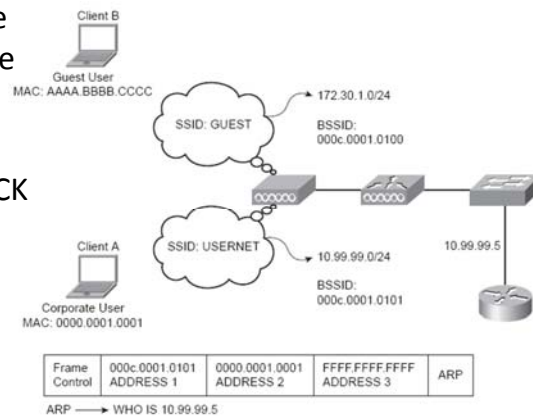 e
Client B
e
Guest User
MAC: AAAA.BBBB.CCCC
172.30.1.0/24
SSID: GUEST
BSSID:
000c.0001.0100
CK
Client A
SSID: USERNET
10.99.99.0/24
10.99.99.5
BSSID:
000c.0001.0101
Corporate User
MAC: 0000.0001.0001
Frame Control
000c.0001.0101 ADDRESS 1
0000.0001.0001 ADDRESS 2
FFFF.FFFF.FFFF ADDRESS 3
ARP
ARP → WHO IS 10.99.99.5